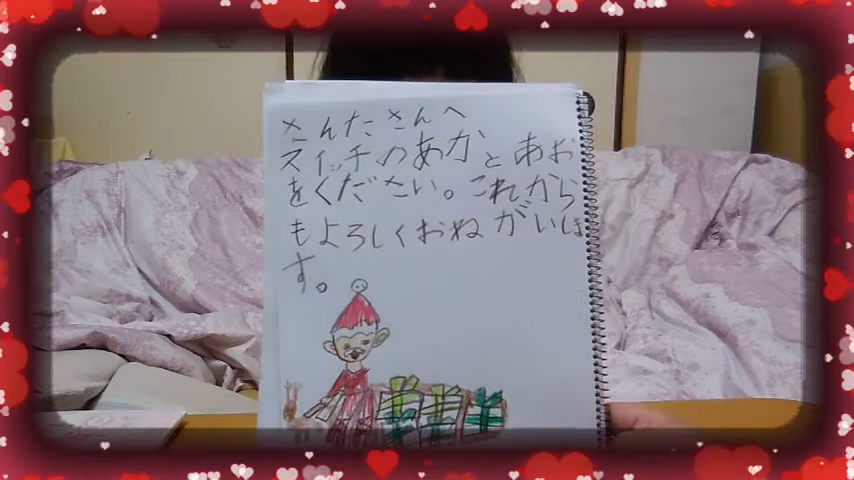 さんたさんへ
スイッチのあかとあお
をください。これから
もよろしくおねがいしま
す。